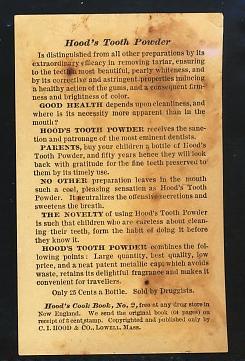 Hood's Tooth Powder
Is distinguished from all other preparations by its
extraordinary efficacy in removing tartar, ensuring
to the teeth a most beautiful, pearly whiteness, and
by its corrective and astringent properties inducing
a healthy action of the gums, and a consequent firm-
ness and brightness of color.
GOOD HEALTH depends upon cleanliness, and
where is its necessity more apparent than in the
mouth?
HOOD'S TOOTH POWDER receives the sanc-
tion and patronage of the most eminent dentists.
PARENTS, buy your children a bottle of Hood's
Tooth Powder, and fifty years hence they will look
back with gratitude for the fine teeth preserved to
them by its timely use.
NO OTHER preparation leaves in the mouth
such a cool, pleasing sensation as Hood's Tooth
Powder. It neutralizes the offensive secretions and
sweetens the breath.
THE NOVELTY of using Hood's Tooth Powder
is such that children who are careless about clean-
ing their teeth, form the habit of doing it before
they know it.
HOOD'S TOOTH POWDER combines the fol-
lowing points: Large quantity, best quality, low
price, and a neat patent metallic cap, which avoids
waste, retains its delightful fragrance and makes it
convenient for travellers.
Only 25 Cents a Bottle. Sold by Druggists.
Hood's Cook Book, No. 2, free at any drug store in
New England. We send the original book (64 pages) on
receipt of 3 cent stamp. Copyrighted and published only by
C. I. HOOD & CO., LOWELL, MASS.